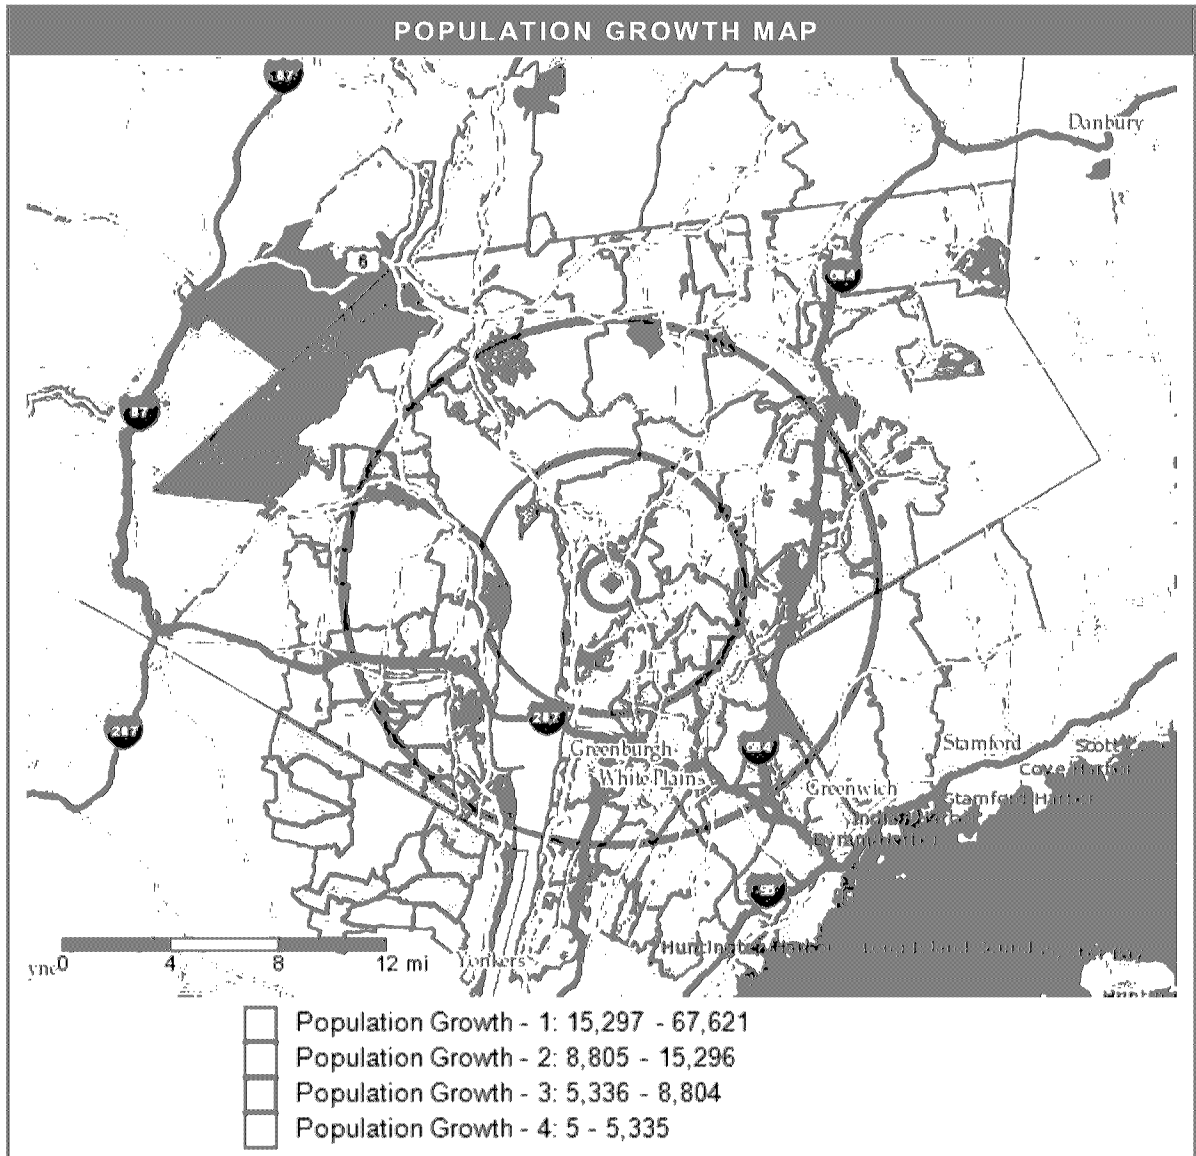 POPULATION GROWTH MAP
Danbury
6
87
287
287
Greenburgh
White Plains
Stamford
Greenwich
Stamford Harbor
Yonkers
0 4 8 12 mi
Population Growth - 1: 15,297 - 67,621
Population Growth - 2: 8,805 - 15,296
Population Growth - 3: 5,336 - 8,804
Population Growth - 4: 5 - 5,335